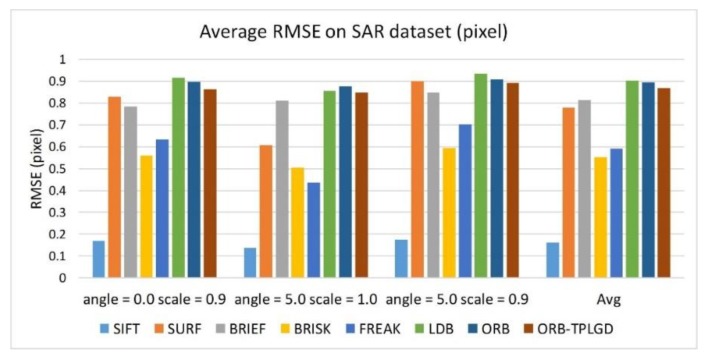 Average RMSE on SAR dataset (pixel)
RMSE (pixel)
1
0.9
0.8
0.7
0.6
0.5
0.4
0.3
0.2
0.1
0
angle = 0.0 scale = 0.9 angle = 5.0 scale = 1.0 angle = 5.0 scale = 0.9 Avg
SIFT SURF BRIEF BRISK FREAK LDB ORB ORB-TPLGD